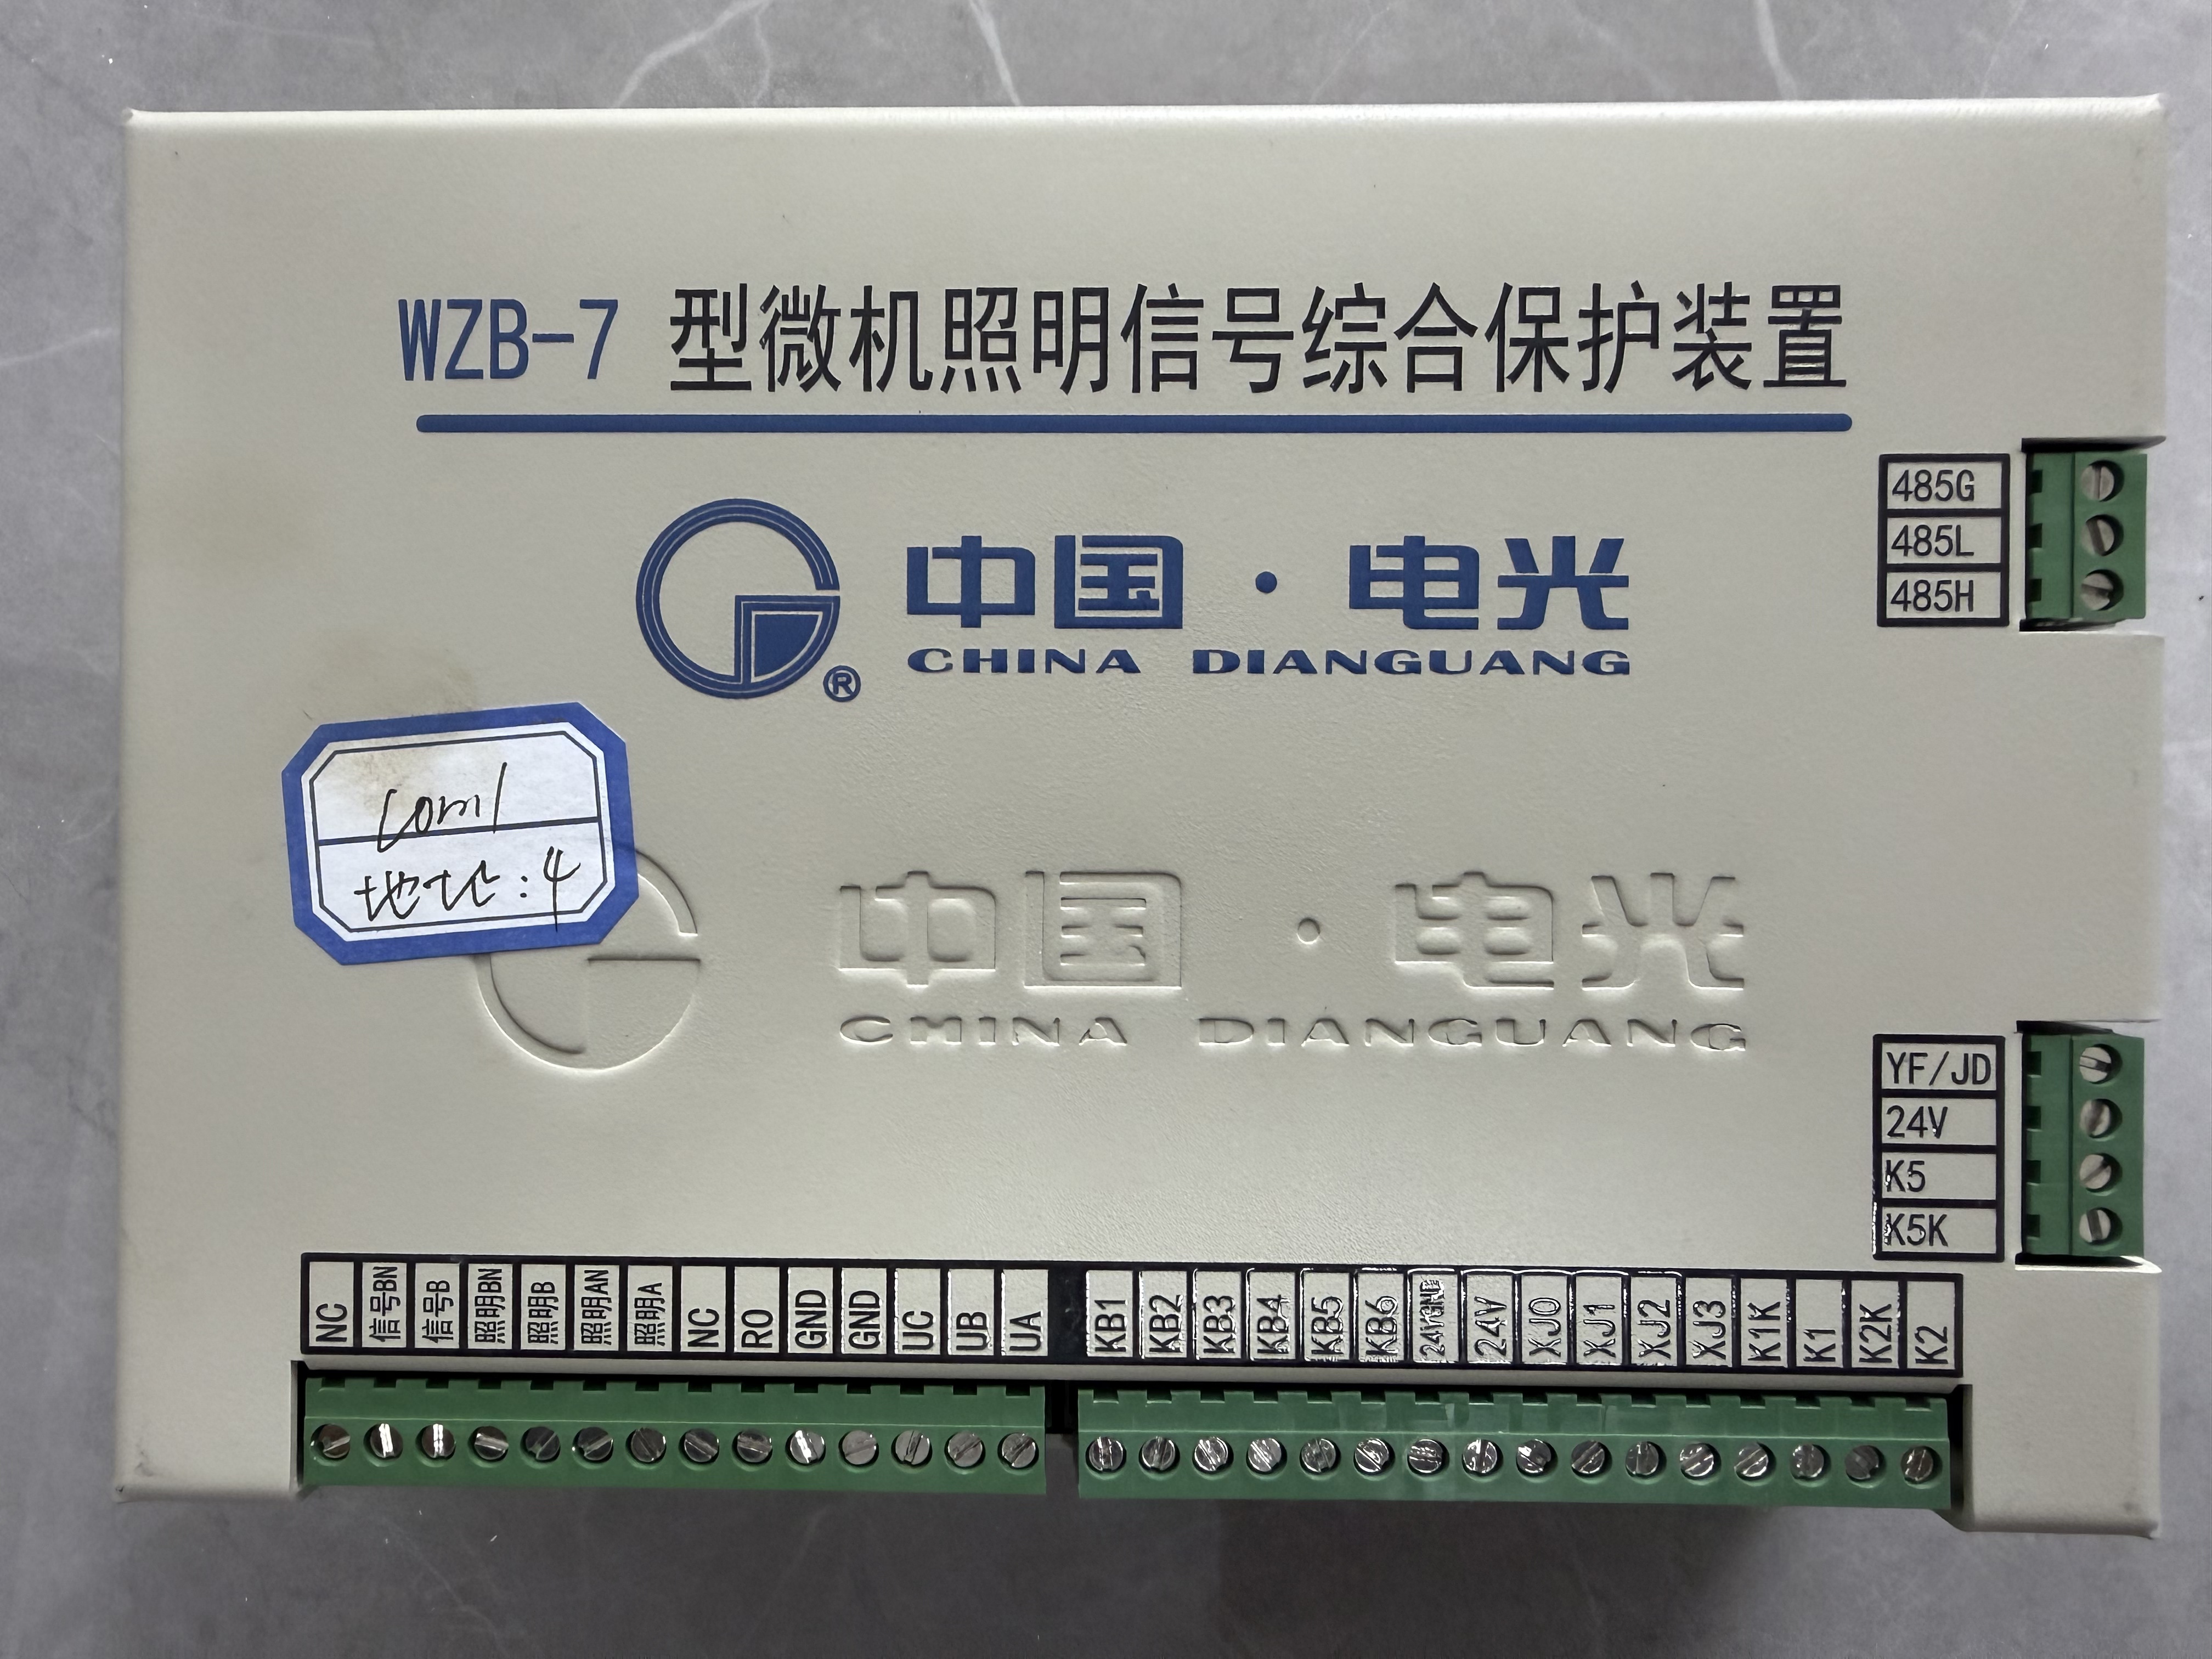 WZB-7 型微机照明信号综合保护装置
485G
485L
485H
中国·电光
CHINA DIANGUANG
®
com1
地址:4
中国·电光
CHINA DIANGUANG
YF/JD
24V
K5
K5K
NC 信号BN 信号B 照明BN 照明B 照明AN 照明A NC R0 GND GND UC UB UA KB1 KB2 KB3 KB4 KB5 KB6 24VGND 24V XJ0 XJ1 XJ2 XJ3 K1K K1 K2K K2